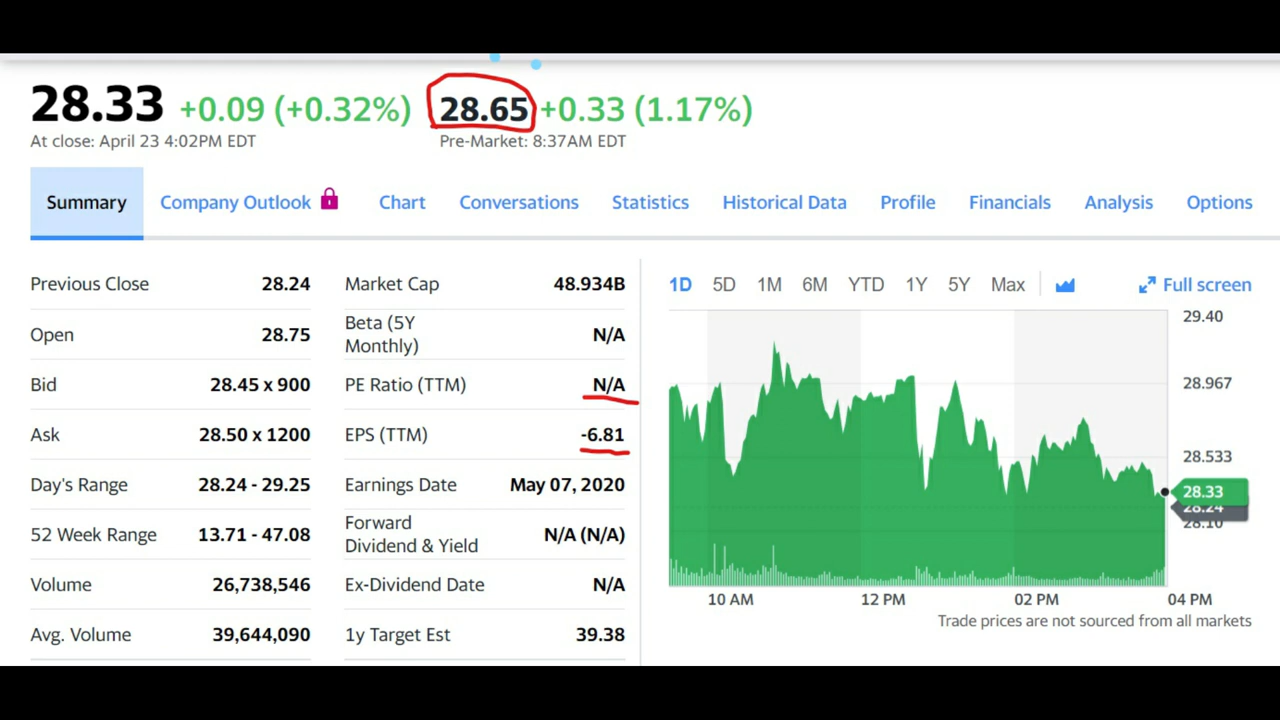 28.33 +0.09 (+0.32%) 28.65 +0.33 (1.17%)
At close: April 23 4:02PM EDT Pre-Market: 8:37AM EDT
Summary Company Outlook Chart Conversations Statistics Historical Data Profile Financials Analysis Options
Previous Close 28.24
Open 28.75
Bid 28.45 x 900
Ask 28.50 x 1200
Day's Range 28.24 - 29.25
52 Week Range 13.71 - 47.08
Volume 26,738,546
Avg. Volume 39,644,090
Market Cap 48.934B
Beta (5Y
Monthly) N/A
PE Ratio (TTM) N/A
EPS (TTM) -6.81
Earnings Date May 07, 2020
Forward
Dividend & Yield N/A (N/A)
Ex-Dividend Date N/A
1y Target Est 39.38
1D 5D 1M 6M YTD 1Y 5Y Max Full screen
29.40
28.967
28.533
28.33
28.24
28.10
10 AM 12 PM 02 PM 04 PM
Trade prices are not sourced from all markets